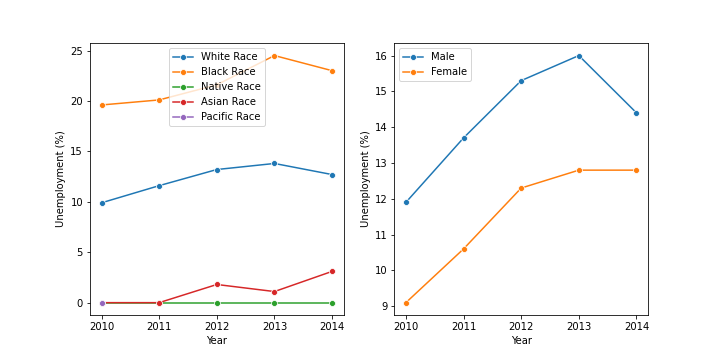 25
20
15
10
5
0
Unemployment (%)
White Race
Black Race
Native Race
Asian Race
Pacific Race
2010 2011 2012 2013 2014
Year
16
15
14
13
12
11
10
9
Unemployment (%)
Male
Female
2010 2011 2012 2013 2014
Year